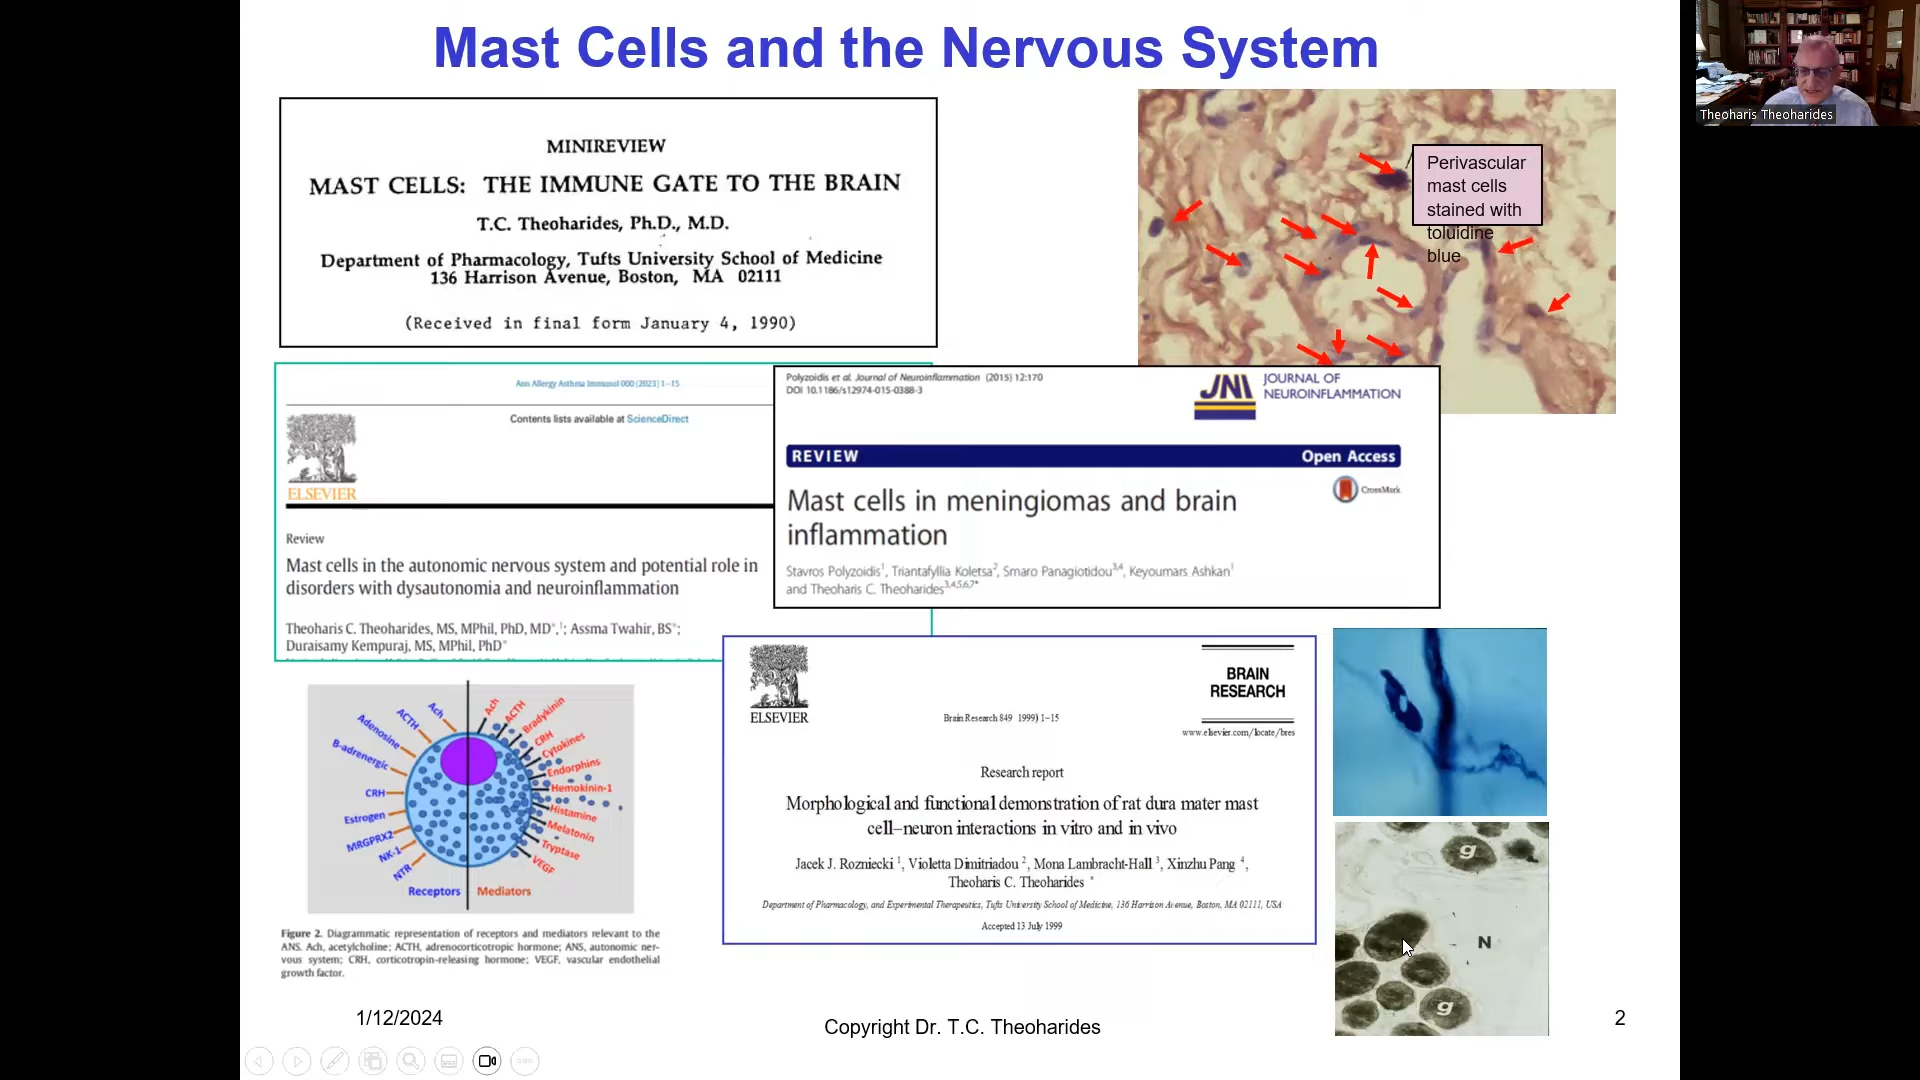 Mast Cells and the Nervous System
MINIREVIEW
MAST CELLS: THE IMMUNE GATE TO THE BRAIN
T.C. Theoharides, Ph.D., M.D.
Department of Pharmacology, Tufts University School of Medicine
136 Harrison Avenue, Boston, MA 02111
(Received in final form January 4, 1990)
Perivascular
mast cells
stained with
toluidine
blue
Theoharis Theoharides
Ann Allergy Asthma Immunol 000 (2023) 1–15
Contents lists available at ScienceDirect
ELSEVIER
Review
Mast cells in the autonomic nervous system and potential role in
disorders with dysautonomia and neuroinflammation
Theoharis C. Theoharides, MS, MPhil, PhD, MD*,†; Assma Twahir, BS*;
Duraisamy Kempuraj, MS, MPhil, PhD*
Polyzoidis et al. Journal of Neuroinflammation (2015) 12:170
DOI 10.1186/s12974-015-0388-3
JNI
JOURNAL OF
NEUROINFLAMMATION
REVIEW
Open Access
CrossMark
Mast cells in meningiomas and brain
inflammation
Stavros Polyzoidis1, Triantafyllia Koletsa2, Smaro Panagiotidou3,4, Keyoumars Ashkan1
and Theoharis C. Theoharides3,4,5,6,7*
ELSEVIER
BRAIN
RESEARCH
Brain Research 849 1999) 1–15
www.elsevier.com/locate/bres
Research report
Morphological and functional demonstration of rat dura mater mast
cell–neuron interactions in vitro and in vivo
Jacek J. Rozniecki 1, Violetta Dimitriadou 2, Mona Lambracht-Hall 3, Xinzhu Pang 4,
Theoharis C. Theoharides *
Department of Pharmacology, and Experimental Therapeutics, Tufts University School of Medicine, 136 Harrison Avenue, Boston, MA 02111, USA
Accepted 13 July 1999
Ach
ACTH
Adenosine
B-adrenergic
CRH
Estrogen
MRGPRX2
NK-1
NTR
Receptors
Ach
ACTH
Bradykinin
CRH
Cytokines
Endorphins
Hemokinin-1
Histamine
Melatonin
Tryptase
VEGF
Mediators
Figure 2. Diagrammatic representation of receptors and mediators relevant to the
ANS. Ach, acetylcholine; ACTH, adrenocorticotropic hormone; ANS, autonomic ner-
vous system; CRH, corticotropin-releasing hormone; VEGF, vascular endothelial
growth factor.
g
N
g
1/12/2024
Copyright Dr. T.C. Theoharides
2